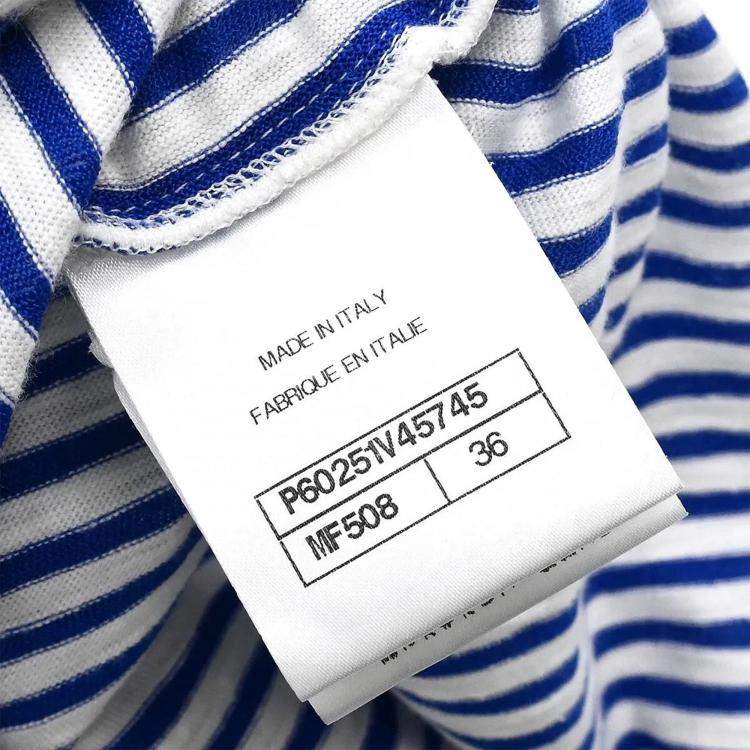 MADE IN ITALY
FABRIQUE EN ITALIE
P60251V45745
MF508 36